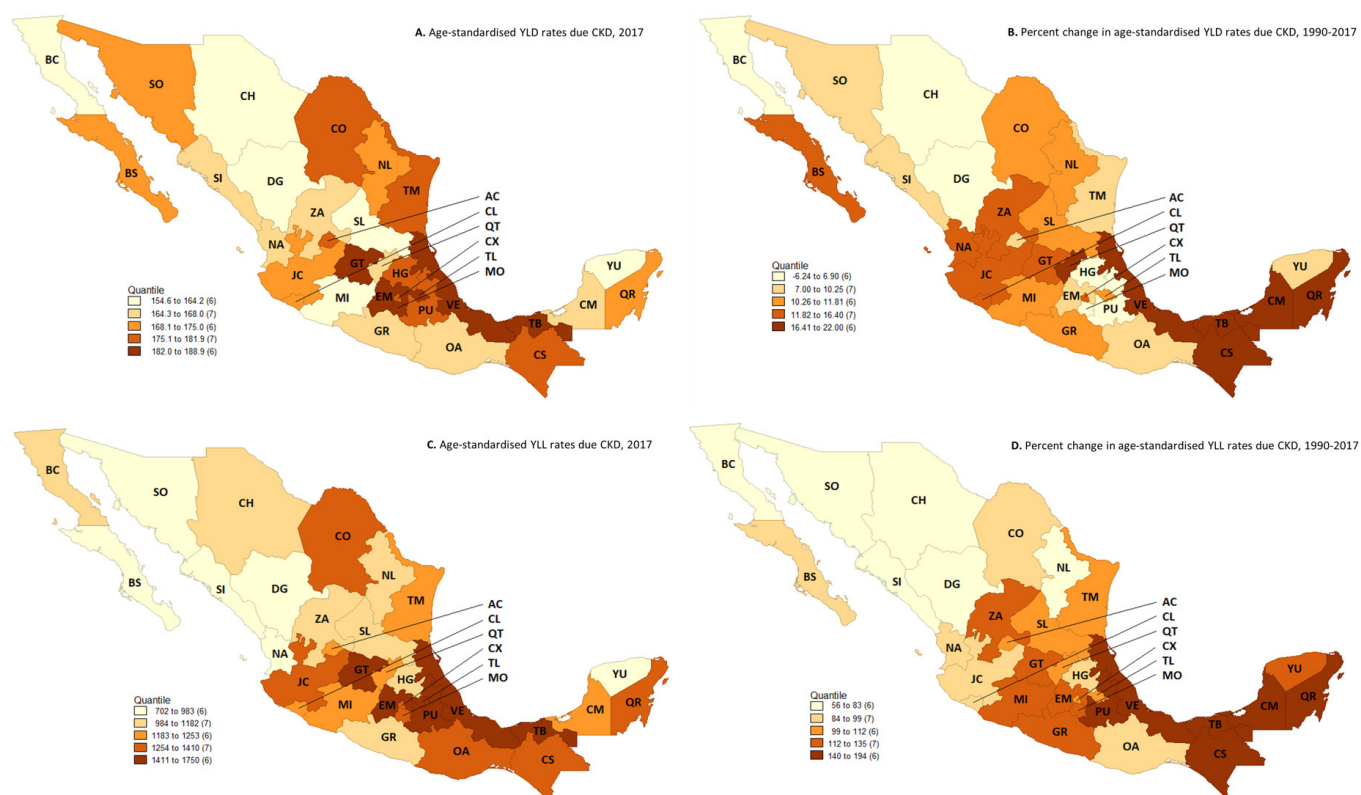 A. Age-standardised YLD rates due CKD, 2017
BC
SO
CH
CO
BS
NL
SI
DG
TM
ZA
SL
NA
AC
CL
QT
CX
TL
MO
GT
JC
HG
YU
MI
EM
PU
VE
CM
QR
GR
TB
OA
CS
Quantile
154.6 to 164.2 (6)
164.3 to 168.0 (7)
168.1 to 175.0 (6)
175.1 to 181.9 (7)
182.0 to 188.9 (6)
B. Percent change in age-standardised YLD rates due CKD, 1990-2017
BC
SO
CH
CO
BS
NL
SI
DG
TM
ZA
SL
NA
AC
CL
QT
CX
TL
MO
GT
JC
HG
YU
MI
EM
PU
VE
CM
QR
GR
TB
OA
CS
Quantile
-6.24 to 6.90 (6)
7.00 to 10.25 (7)
10.26 to 11.81 (6)
11.82 to 16.40 (7)
16.41 to 22.00 (6)
C. Age-standardised YLL rates due CKD, 2017
BC
SO
CH
CO
BS
NL
SI
DG
TM
ZA
SL
NA
AC
CL
QT
CX
TL
MO
GT
JC
HG
YU
MI
EM
PU
VE
CM
QR
GR
TB
OA
CS
Quantile
702 to 983 (6)
984 to 1182 (7)
1183 to 1253 (6)
1254 to 1410 (7)
1411 to 1750 (6)
D. Percent change in age-standardised YLL rates due CKD, 1990-2017
BC
SO
CH
CO
BS
NL
SI
DG
TM
ZA
SL
NA
AC
CL
QT
CX
TL
MO
GT
JC
HG
YU
MI
EM
PU
VE
CM
QR
GR
TB
OA
CS
Quantile
56 to 83 (6)
84 to 99 (7)
99 to 112 (6)
112 to 135 (7)
140 to 194 (6)